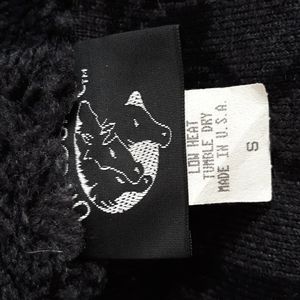 LOW HEAT
TUMBLE DRY
MADE IN U.S.A.
S